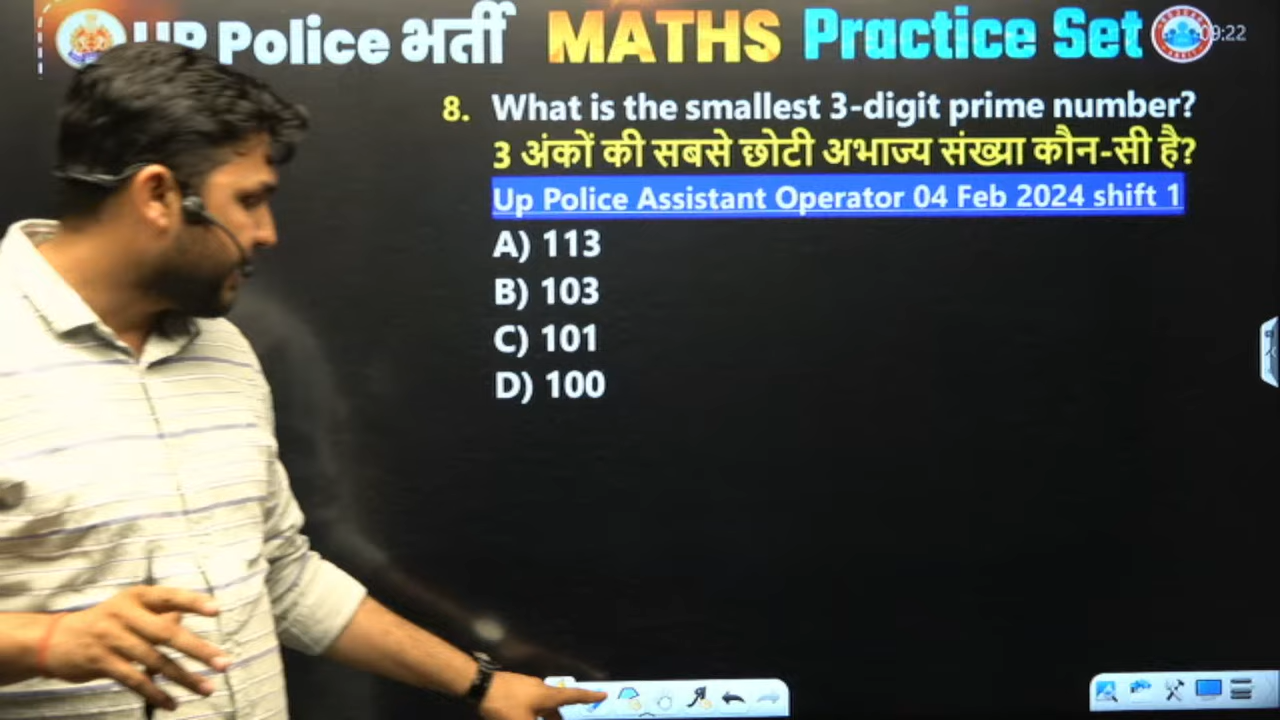 UP Police भर्ती MATHS Practice Set 09:22
8. What is the smallest 3-digit prime number?
3 अंकों की सबसे छोटी अभाज्य संख्या कौन-सी है?
Up Police Assistant Operator 04 Feb 2024 shift 1
A) 113
B) 103
C) 101
D) 100